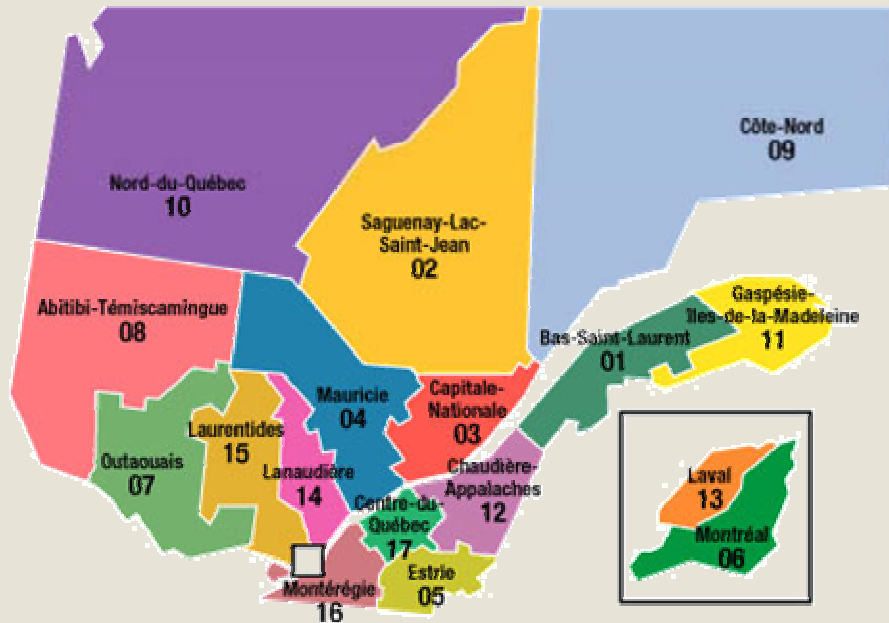 Côte-Nord
09
Nord-du-Québec
10
Saguenay-Lac-
Saint-Jean
02
Abitibi-Témiscamingue
08
Gaspésie-
Iles-de-la-Madeleine
11
Bas-Saint-Laurent
01
Mauricie
04
Capitale-
Nationale
03
Laurentides
15
Outaouais
07
Lanaudière
14
Chaudière-
Appalaches
12
Centre-du-
Québec
17
Estrie
05
Montérégie
16
Laval
13
Montréal
06